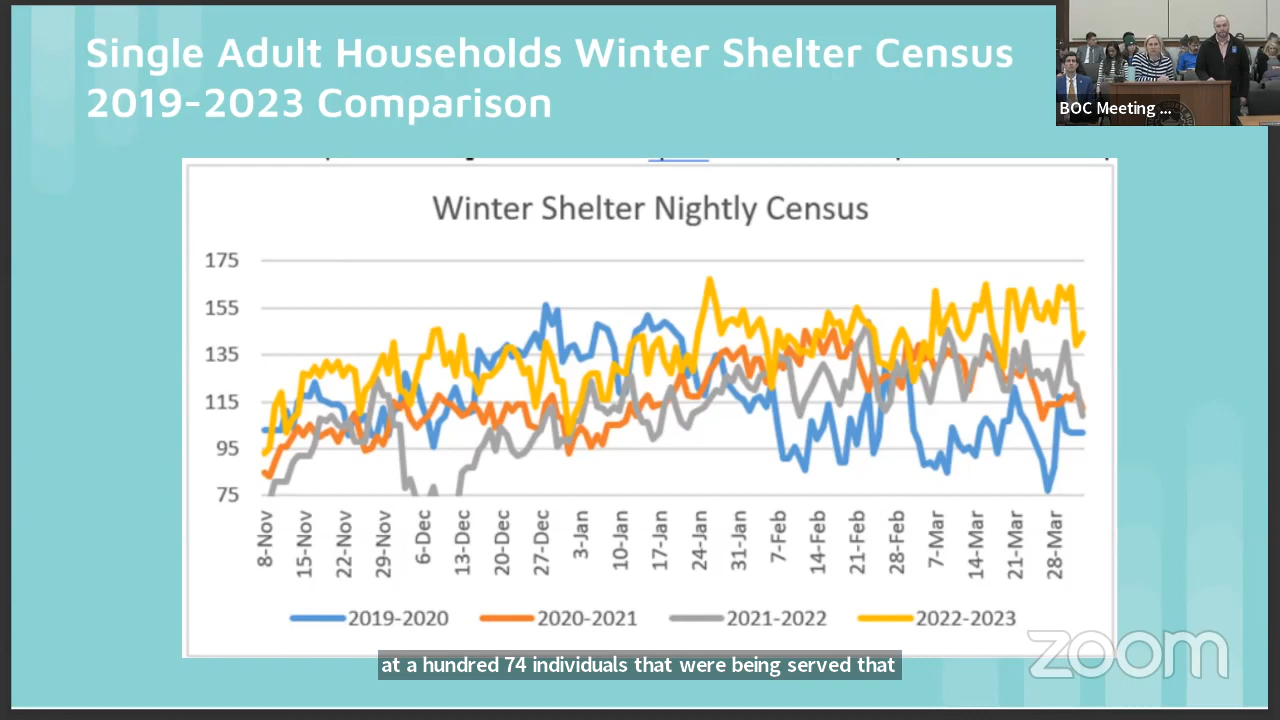 Single Adult Households Winter Shelter Census
2019-2023 Comparison
BOC Meeting ...
Winter Shelter Nightly Census
175
155
135
115
95
75
8-Nov
15-Nov
22-Nov
29-Nov
6-Dec
13-Dec
20-Dec
27-Dec
3-Jan
10-Jan
17-Jan
24-Jan
31-Jan
7-Feb
14-Feb
21-Feb
28-Feb
7-Mar
14-Mar
21-Mar
28-Mar
2019-2020 2020-2021 2021-2022 2022-2023
zoom
at a hundred 74 individuals that were being served that